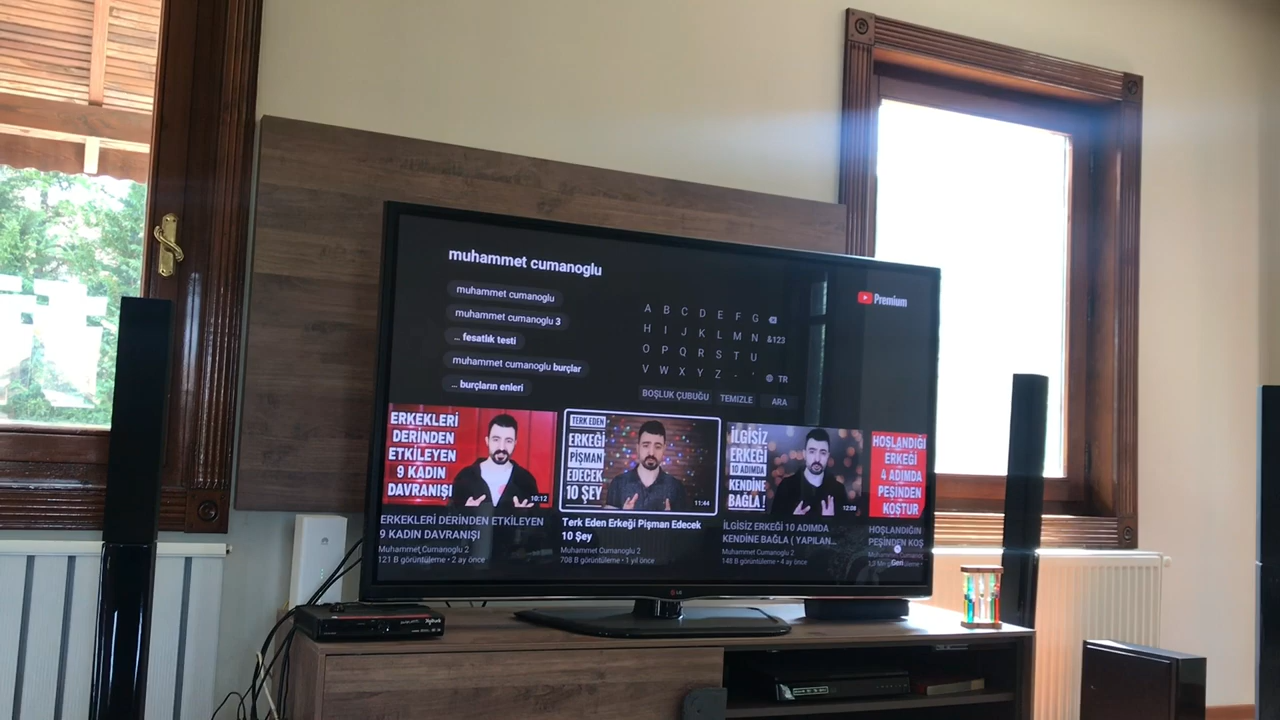 muhammet cumanoglu
Premium
muhammet cumanoglu
muhammet cumanoglu 3
... fesatlık testi
muhammet cumanoglu burçlar
... burçların enleri
A B C D E F G
H I J K L M N &123
O P Q R S T U
V W X Y Z - ' TR
BOŞLUK ÇUBUĞU TEMIZLE ARA
ERKEKLERİ
DERİNDEN
ETKİLEYEN
9 KADIN
DAVRANIŞI
10:12
TERK EDEN
ERKEĞİ
PİŞMAN
EDECEK
10 ŞEY
11:44
İLGİSİZ
ERKEĞİ
10 ADIMDA
KENDİNE
BAĞLA!
12:08
HOŞLANDIĞI
ERKEĞİ
4 ADIMDA
PEŞİNDEN
KOŞTUR
ERKEKLERİ DERİNDEN ETKİLEYEN
9 KADIN DAVRANIŞI
Muhammet Cumanoglu 2
121 B görüntüleme • 2 ay önce
Terk Eden Erkeği Pişman Edecek
10 Şey
Muhammet Cumanoglu 2
708 B görüntüleme • 1 yıl önce
İLGİSİZ ERKEĞİ 10 ADIMDA
KENDİNE BAĞLA ( YAPILAN...
Muhammet Cumanoglu 2
148 B görüntüleme • 4 ay önce
HOŞLANDIĞIN
PEŞİNDEN KOŞ
Muhammet
Geri
LG